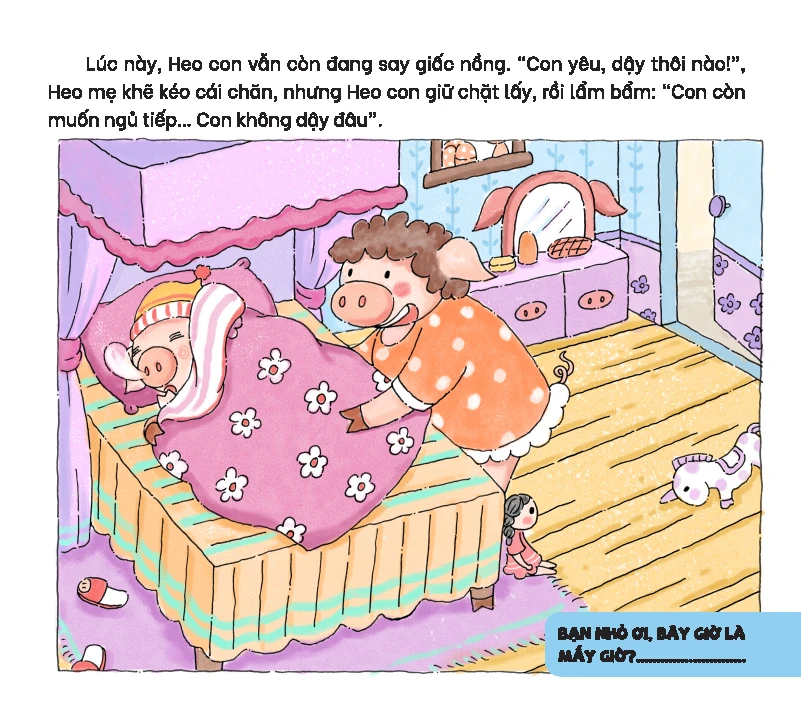 Lúc này, Heo con vẫn còn đang say giấc nồng. “Con yêu, dậy thôi nào!”,
Heo mẹ khẽ kéo cái chăn, nhưng Heo con giữ chặt lấy, rồi lẩm bẩm: “Con còn
muốn ngủ tiếp... Con không dậy đâu”.
BẠN NHỎ ƠI, BÂY GIỜ LÀ
MẤY GIỜ?............................